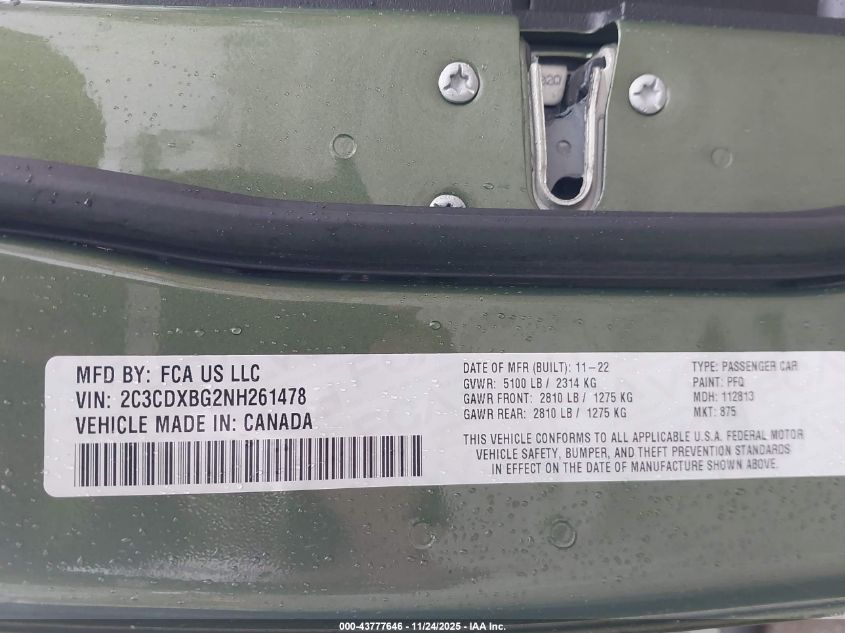 MFD BY: FCA US LLC
VIN: 2C3CDXBG2NH261478
VEHICLE MADE IN: CANADA
DATE OF MFR (BUILT): 11-22
GVWR: 5100 LB / 2314 KG
GAWR FRONT: 2810 LB / 1275 KG
GAWR REAR: 2810 LB / 1275 KG
TYPE: PASSENGER CAR
PAINT: PFQ
MDH: 112813
MKT: 875
THIS VEHICLE CONFORMS TO ALL APPLICABLE U.S.A. FEDERAL MOTOR
VEHICLE SAFETY, BUMPER, AND THEFT PREVENTION STANDARDS
IN EFFECT ON THE DATE OF MANUFACTURE SHOWN ABOVE.
000-43777646 - 11/24/2025 - IAA Inc.